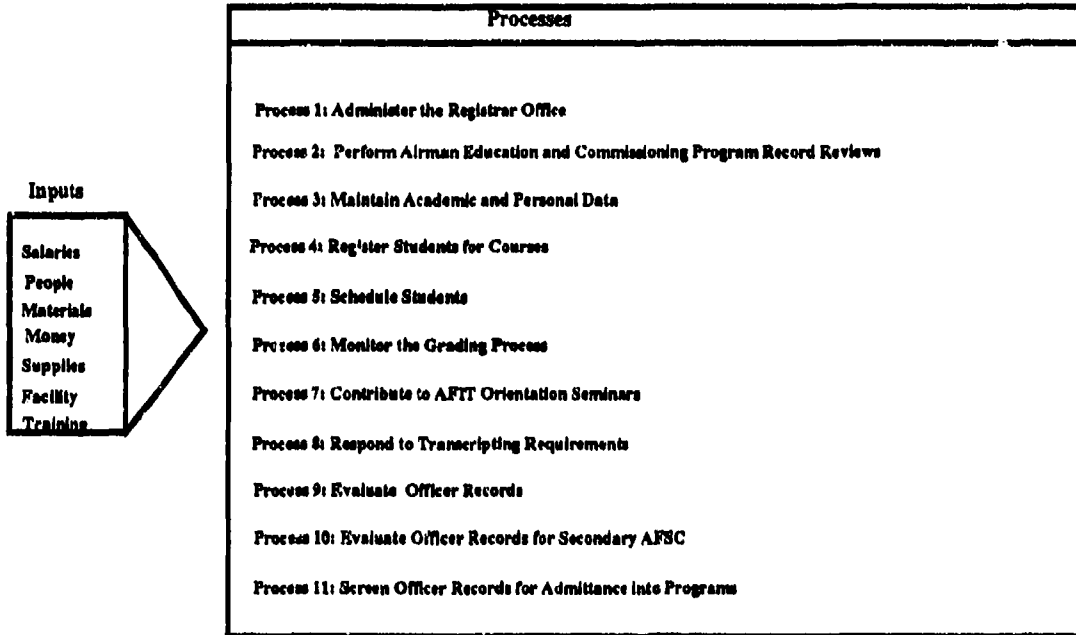 Processes
Process 1: Administer the Registrar Office
Process 2: Perform Airman Education and Commissioning Program Record Reviews
Inputs
Process 3: Maintain Academic and Personal Data
Salaries
Process 4: Register Students for Courses
People
Materials
Process 5: Schedule Students
Money
Process 6: Monitor the Grading Process
Supplies
Facility
Process 7: Contribute to AFIT Orientation Seminars
Training
Process 8: Respond to Transcripting Requirements
Process 9: Evaluate Officer Records
Process 10: Evaluate Officer Records for Secondary AFSC
Process 11: Screen Officer Records for Admittance into Programs